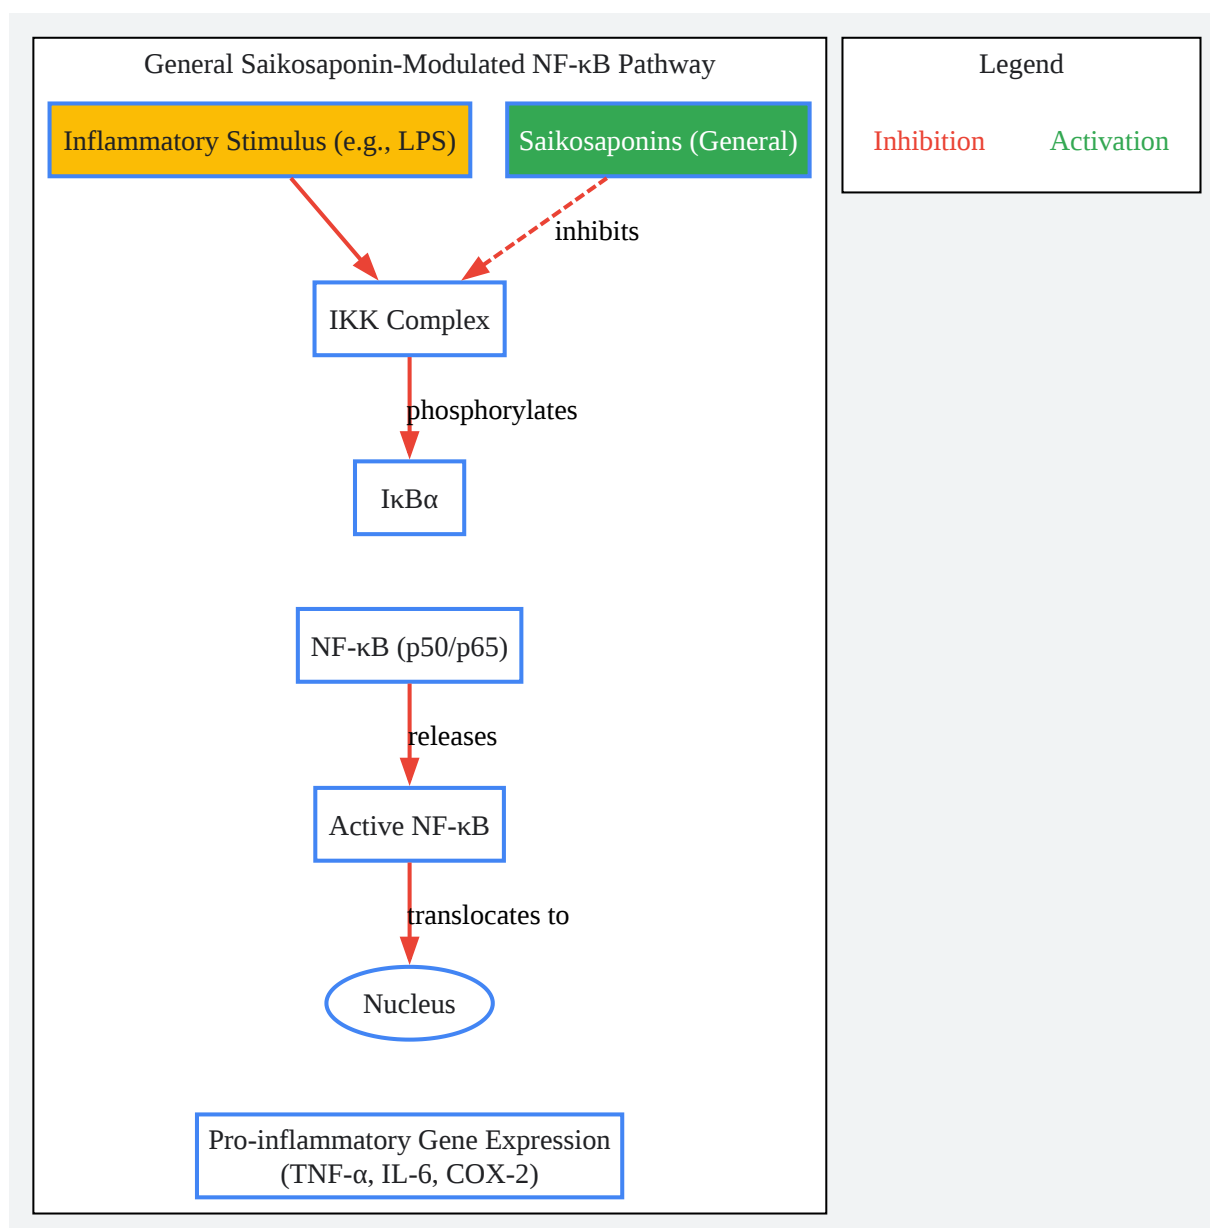 General Saikosaponin-Modulated NF-κB Pathway
Legend
Inflammatory Stimulus (e.g., LPS)
Saikosaponins (General)
Inhibition
Activation
inhibits
IKK Complex
phosphorylates
IκBα
NF-κB (p50/p65)
releases
Active NF-κB
translocates to
Nucleus
Pro-inflammatory Gene Expression
(TNF-α, IL-6, COX-2)